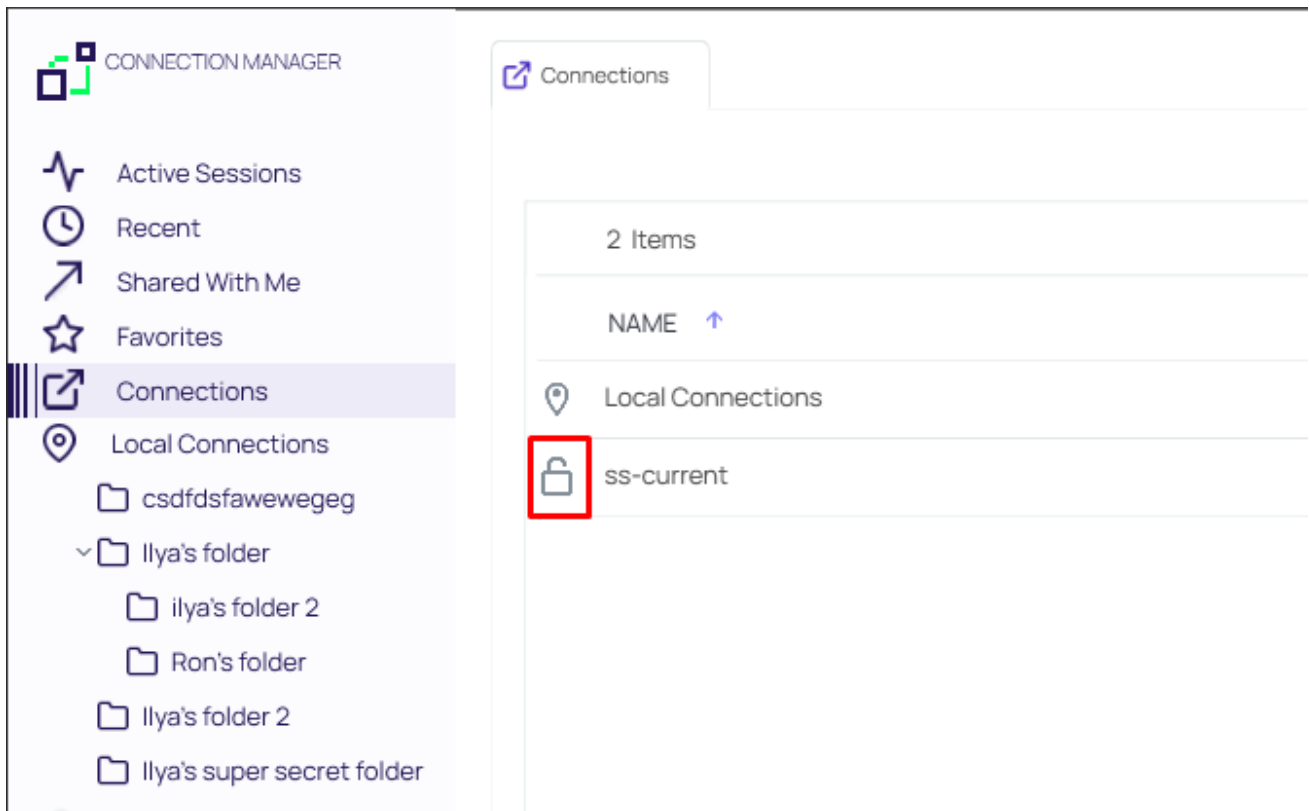 CONNECTION MANAGER
Active Sessions
Recent
Shared With Me
Favorites
Connections
Local Connections
csdfdsfawewegeg
Ilya's folder
ilya's folder 2
Ron's folder
Ilya's folder 2
Ilya's super secret folder
Connections
2 Items
NAME
Local Connections
ss-current